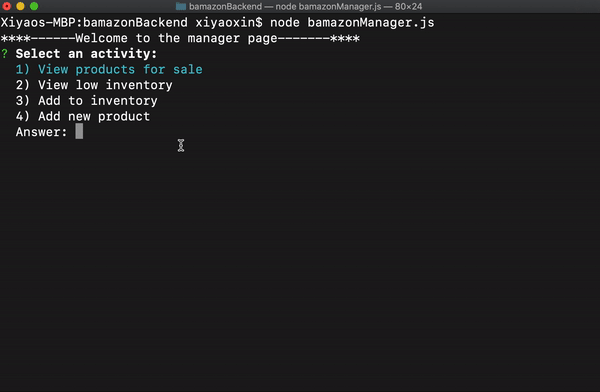 bamazonBackend — node bamazonManager.js — 80×24
Xiyaos-MBP:bamazonBackend xiyaoxin$ node bamazonManager.js
****------Welcome to the manager page-------****
? Select an activity:
1) View products for sale
2) View low inventory
3) Add to inventory
4) Add new product
Answer: